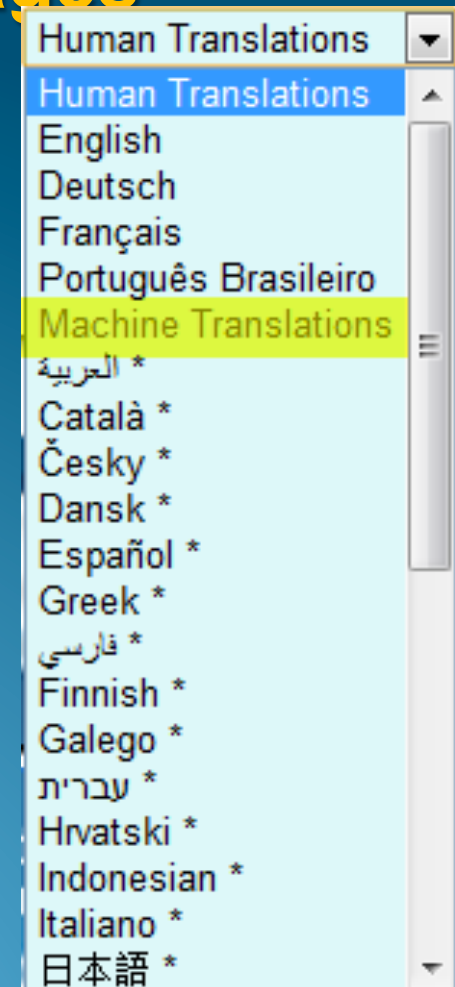 Human Translations
Human Translations
English
Deutsch
Français
Português Brasileiro
Machine Translations
العربية *
Català *
Česky *
Dansk *
Español *
Greek *
فارسي *
Finnish *
Galego *
עברית *
Hrvatski *
Indonesian *
Italiano *
日本語 *